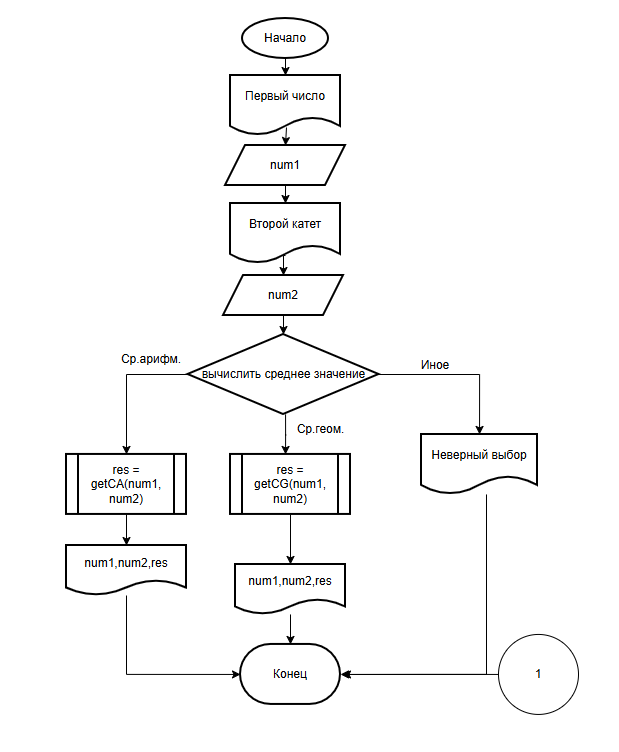 Начало
Первый число
num1
Второй катет
num2
вычислить среднее значение
Ср.арифм.
Иное
Ср.геом.
Неверный выбор
res =
getCA(num1,
num2)
res =
getCG(num1,
num2)
num1,num2,res
num1,num2,res
Конец
1